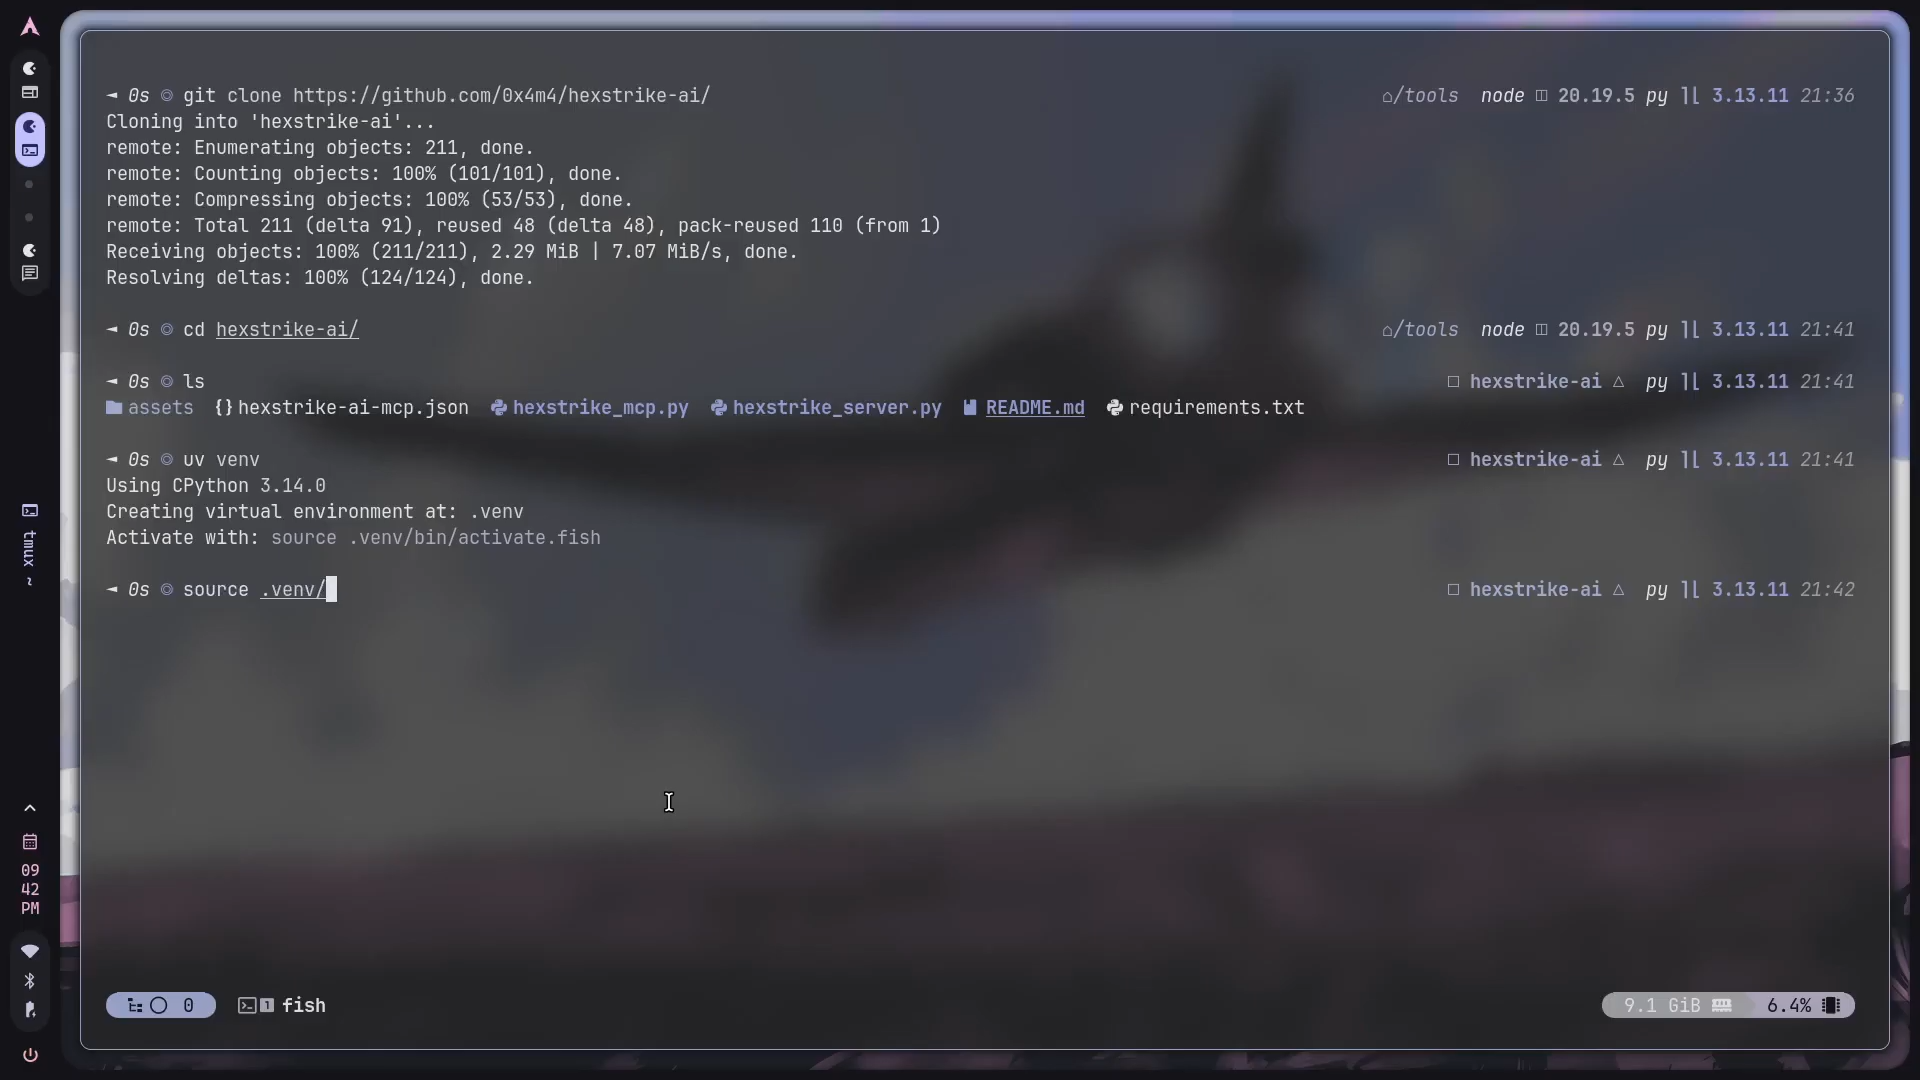 0s git clone https://github.com/0x4m4/hexstrike-ai/ ~/tools node 20.19.5 py 3.13.11 21:36
Cloning into 'hexstrike-ai'...
remote: Enumerating objects: 211, done.
remote: Counting objects: 100% (101/101), done.
remote: Compressing objects: 100% (53/53), done.
remote: Total 211 (delta 91), reused 48 (delta 48), pack-reused 110 (from 1)
Receiving objects: 100% (211/211), 2.29 MiB | 7.07 MiB/s, done.
Resolving deltas: 100% (124/124), done.
0s cd hexstrike-ai/ ⌂/tools node 20.19.5 py 3.13.11 21:41
0s ls hexstrike-ai py 3.13.11 21:41
assets {} hexstrike-ai-mcp.json hexstrike_mcp.py hexstrike_server.py README.md requirements.txt
0s uv venv hexstrike-ai py 3.13.11 21:41
Using CPython 3.14.0
Creating virtual environment at: .venv
Activate with: source .venv/bin/activate.fish
0s source .venv/ hexstrike-ai py 3.13.11 21:42
tmux ~
09
42
PM
0 1 fish 9.1 GiB 6.4%